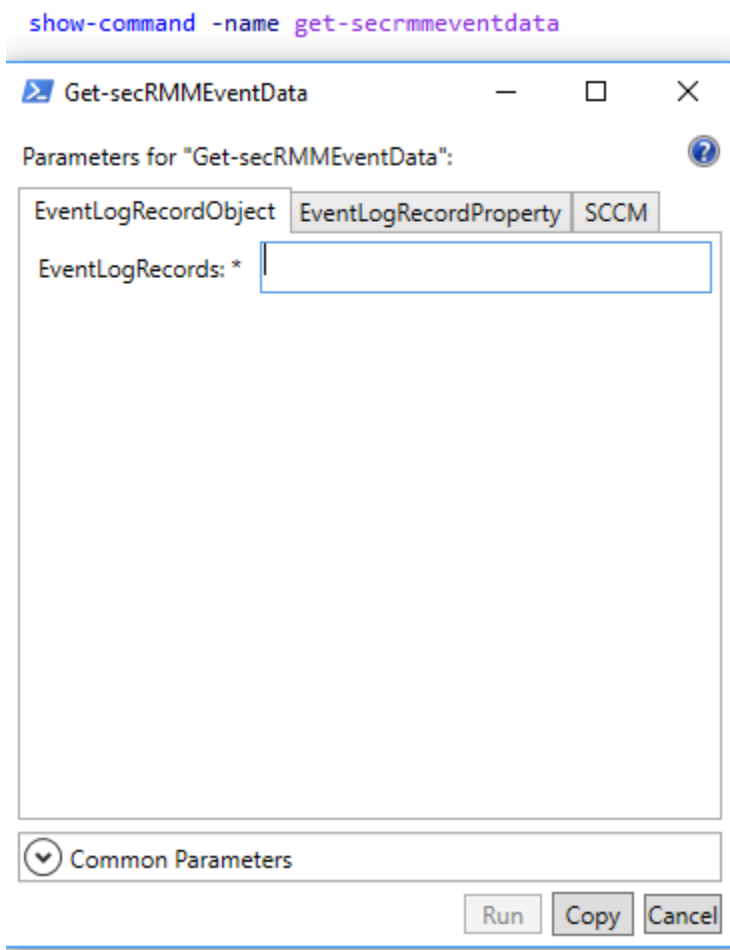 show-command -name get-secrmmeventdata
Get-secRMMEventData
Parameters for "Get-secRMMEventData":
EventLogRecordObject EventLogRecordProperty SCCM
EventLogRecords: *
Common Parameters
Run Copy Cancel